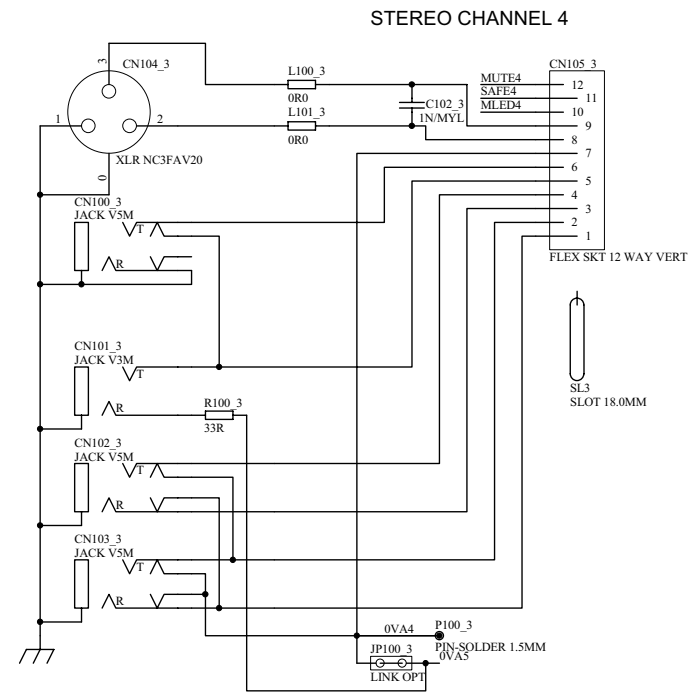 STEREO CHANNEL 4
CN104_3
3
1
2
0
XLR NC3FAV20
L100_3
0R0
L101_3
0R0
C102_3
1N/MYL
MUTE4
SAFE4
MLED4
CN105_3
12
11
10
9
8
7
6
5
4
3
2
1
FLEX SKT 12 WAY VERT
CN100_3
JACK V5M
T
R
SL3
SLOT 18.0MM
CN101_3
JACK V3M
T
R
R100_3
33R
CN102_3
JACK V5M
T
R
CN103_3
JACK V5M
T
R
0VA4
P100_3
PIN-SOLDER 1.5MM
0VA5
JP100_3
LINK OPT